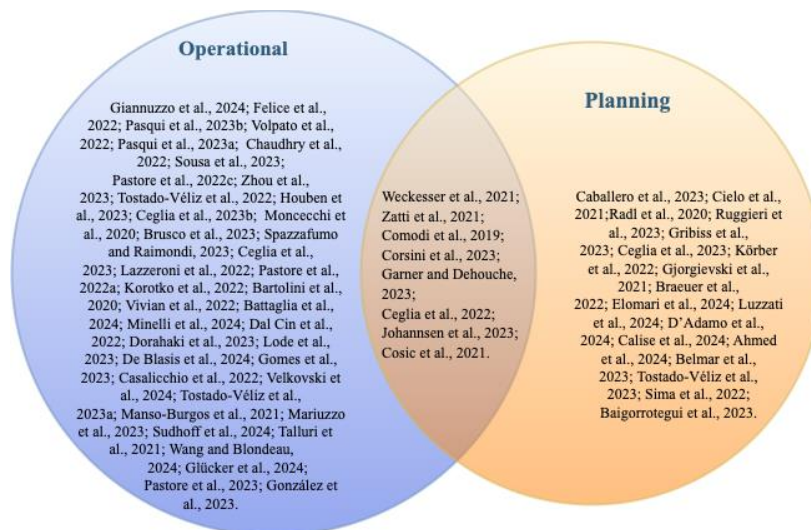 Operational
Giannuzzo et al., 2024; Felice et al.,
2022; Pasqui et al., 2023b; Volpato et al.,
2022; Pasqui et al., 2023a; Chaudhry et al.,
2022; Sousa et al., 2023;
Pastore et al., 2022c; Zhou et al.,
2023; Tostado-Véliz et al., 2022; Houben et
al., 2023; Ceglia et al., 2023b; Moncecchi et
al., 2020; Brusco et al., 2023; Spazzafumo
and Raimondi, 2023; Ceglia et al.,
2023; Lazzeroni et al., 2022; Pastore et al.,
2022a; Korotko et al., 2022; Bartolini et al.,
2020; Vivian et al., 2022; Battaglia et al.,
2024; Minelli et al., 2024; Dal Cin et al.,
2022; Dorahaki et al., 2023; Lode et al.,
2023; De Blasis et al., 2024; Gomes et al.,
2023; Casalicchio et al., 2022; Velkovski et
al., 2024; Tostado-Véliz et al.,
2023a; Manso-Burgos et al., 2021; Mariuzzo
et al., 2023; Sudhoff et al., 2024; Talluri et
al., 2021; Wang and Blondeau,
2024; Glücker et al., 2024;
Pastore et al., 2023; González et
al., 2023.
Weckesser et al., 2021;
Zatti et al., 2021;
Comodi et al., 2019;
Corsini et al., 2023;
Garner and Dehouche,
2023;
Ceglia et al., 2022;
Johannsen et al., 2023;
Cosic et al., 2021.
Planning
Caballero et al., 2023; Cielo et al.,
2021;Radl et al., 2020; Ruggieri et
al., 2023; Gribiss et al.,
2023; Ceglia et al., 2023; Körber
et al., 2022; Gjorgievski et al.,
2021; Braeuer et al.,
2022; Elomari et al., 2024; Luzzati
et al., 2024; D’Adamo et al.,
2024; Calise et al., 2024; Ahmed
et al., 2024; Belmar et al.,
2023; Tostado-Véliz et al.,
2023; Sima et al., 2022;
Baigorrotegui et al., 2023.